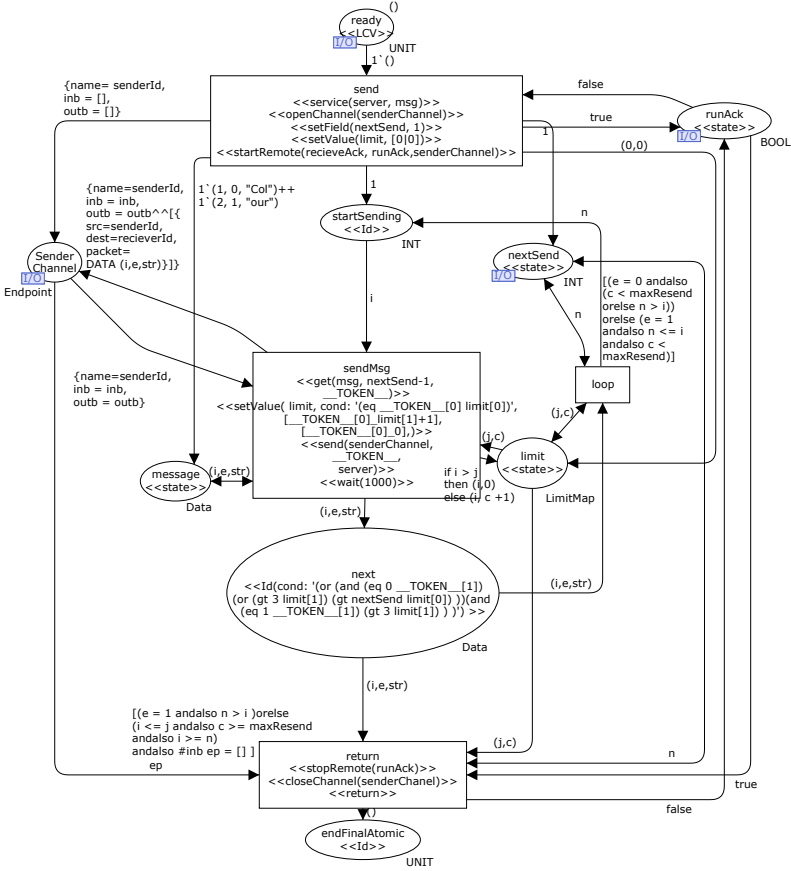 ()
ready
<<LCV>>
I/O
UNIT
1`()
{name= senderId,
inb = [],
outb = []}
send
<<service(server, msg)>>
<<openChannel(senderChannel)>>
<<setField(nextSend, 1)>>
<<setValue(limit, [0|0])>>
<<startRemote(recieveAck, runAck,senderChannel)>>
false
true
1
(0,0)
runAck
<<state>>
I/O
BOOL
{name=senderId,
inb = inb,
outb = outb^^[{
src=senderId,
dest=recieverId,
packet=
DATA (i,e,str)}]}
1`(1, 0, "Col")++
1`(2, 1, "our")
1
startSending
<<Id>>
INT
n
Sender
Channel
I/O
Endpoint
nextSend
<<state>>
I/O
INT
[(e = 0 andalso
(c < maxResend
orelse n > i))
orelse (e = 1
andalso n <= i
andalso c <
maxResend)]
i
n
{name=senderId,
inb = inb,
outb = outb}
sendMsg
<<get(msg, nextSend-1,
__TOKEN__)>>
<<setValue( limit, cond: '(eq __TOKEN__[0] limit[0])',
[__TOKEN__[0]_limit[1]+1],
[__TOKEN__[0]_0],)>>
<<send(senderChannel,
__TOKEN__,
server)>>
<<wait(1000)>>
loop
(j,c)
(j,c)
limit
<<state>>
LimitMap
if i > j
then (i,0)
else (i, c +1)
message
<<state>>
Data
(i,e,str)
(i,e,str)
next
<<Id(cond: '(or (and (eq 0 __TOKEN__[1])
(or (gt 3 limit[1]) (gt nextSend limit[0]) ))(and
(eq 1 __TOKEN__[1]) (gt 3 limit[1]) ) )') >>
Data
(i,e,str)
(i,e,str)
[(e = 1 andalso n > i )orelse
(i <= j andalso c >= maxResend
andalso i >= n)
andalso #inb ep = [] ]
ep
(j,c)
n
true
false
return
<<stopRemote(runAck)>>
<<closeChannel(senderChanel)>>
<<return>>
()
endFinalAtomic
<<Id>>
UNIT